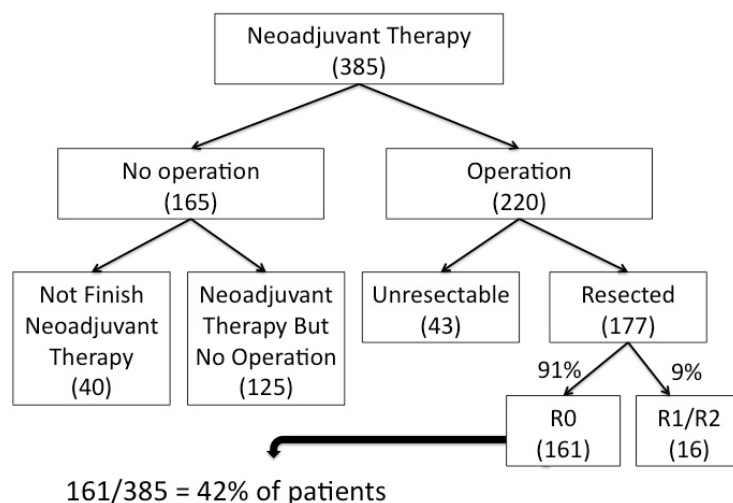 Neoadjuvant Therapy
(385)
No operation
(165)
Operation
(220)
Not Finish
Neoadjuvant
Therapy
(40)
Neoadjuvant
Therapy But
No Operation
(125)
Unresectable
(43)
Resected
(177)
91%
9%
R0
(161)
R1/R2
(16)
161/385 = 42% of patients